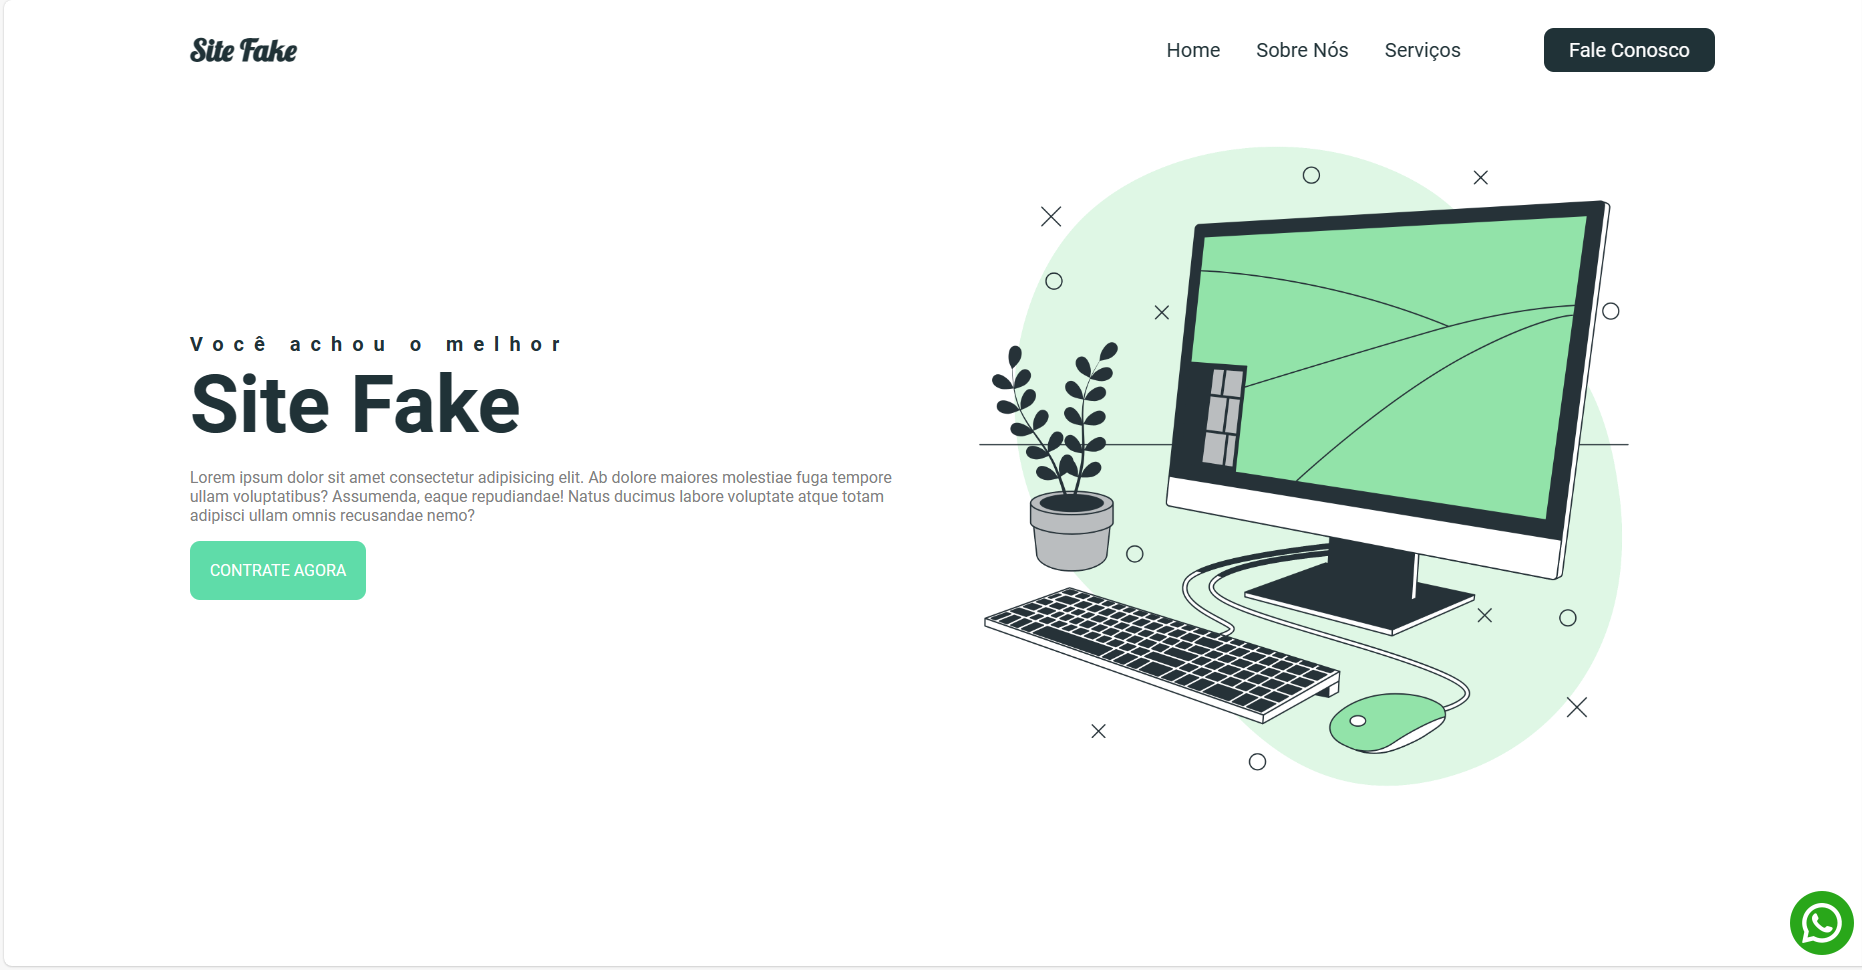 Site Fake
Home
Sobre Nós
Serviços
Fale Conosco
Você achou o melhor
Site Fake
Lorem ipsum dolor sit amet consectetur adipisicing elit. Ab dolore maiores molestiae fuga tempore
ullam voluptatibus? Assumenda, eaque repudiandae! Natus ducimus labore voluptate atque totam
adipisci ullam omnis recusandae nemo?
CONTRATE AGORA